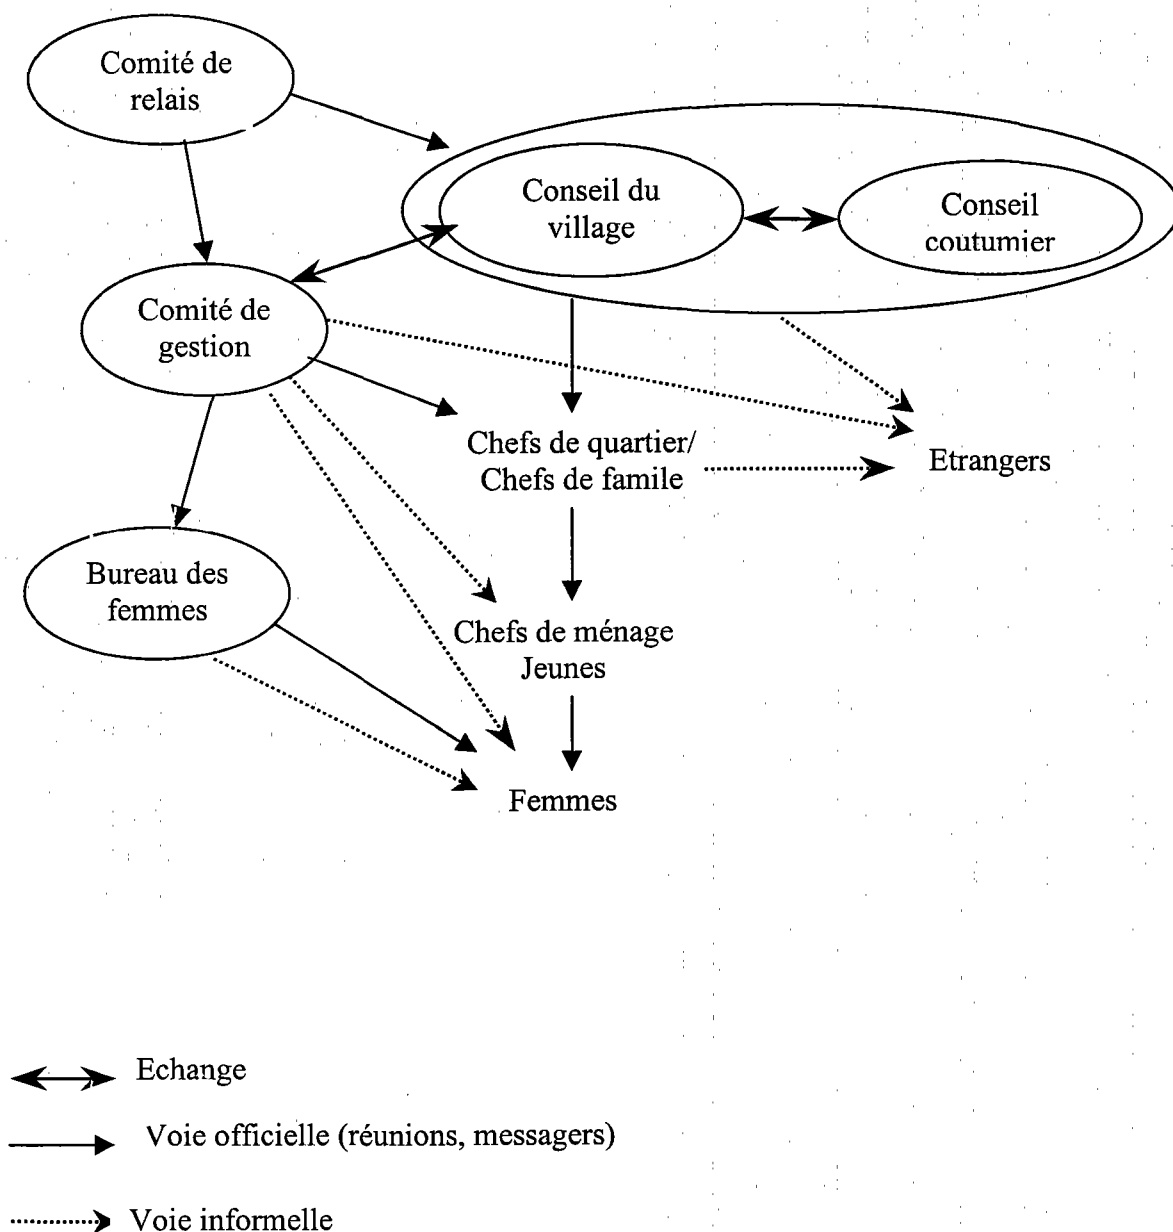 Comité de
relais
Conseil du
village
Conseil
coutumier
Comité de
gestion
Chefs de quartier/
Chefs de famile
Etrangers
Bureau des
femmes
Chefs de ménage
Jeunes
Femmes
Echange
Voie officielle (réunions, messagers)
Voie informelle